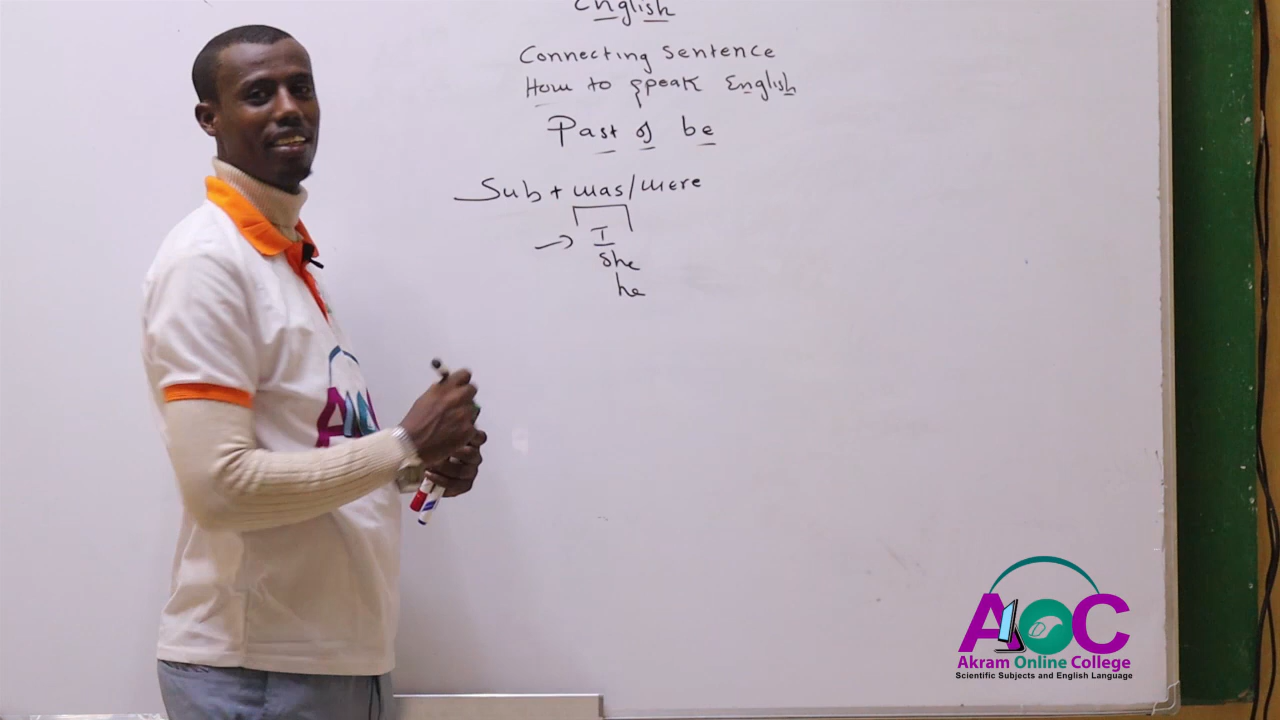 English
Connecting Sentence
How to speak English
Past of be
Sub + was/were
I
She
he
A1OC
Akram Online College
Scientific Subjects and English Language